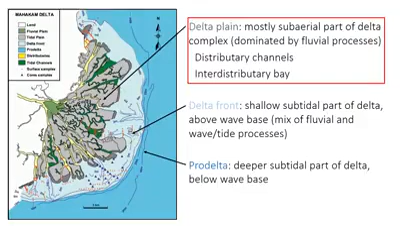 MAHAKAM DELTA
Land
Fluvial Plain
Tidal Plain
Delta Front
Prodelta
Distributaries
Tidal Channels
Surface samples
Cores samples
Delta plain: mostly subaerial part of delta
complex (dominated by fluvial processes)
Distributary channels
Interdistributary bay
Delta front: shallow subtidal part of delta,
above wave base (mix of fluvial and
wave/tide processes)
Prodelta: deeper subtidal part of delta,
below wave base